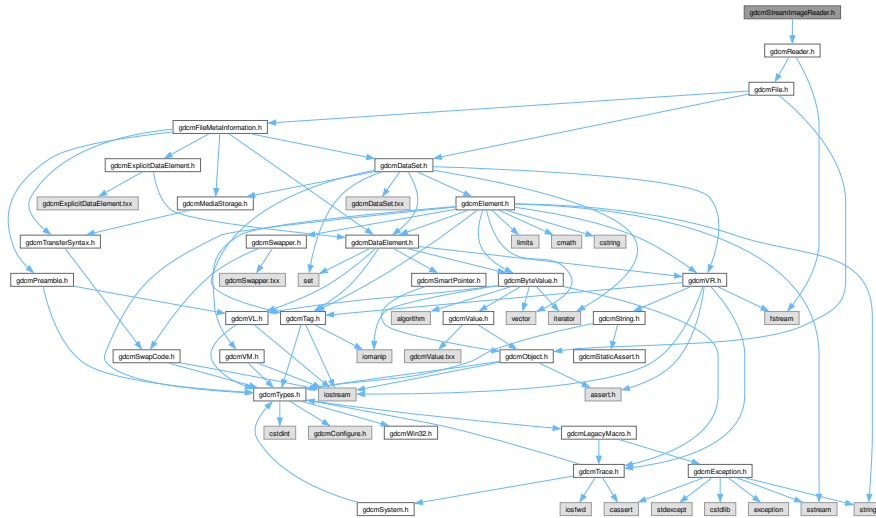 gdcmStreamImageReader.h
gdcmReader.h
gdcmFile.h
gdcmFileMetaInformation.h
gdcmExplicitDataElement.h
gdcmDataSet.h
gdcmExplicitDataElement.txx
gdcmMediaStorage.h
gdcmDataSet.txx
gdcmElement.h
gdcmTransferSyntax.h
gdcmSwapper.h
gdcmDataElement.h
limits
cmath
cstring
gdcmPreamble.h
gdcmSwapper.txx
set
gdcmSmartPointer.h
gdcmByteValue.h
gdcmVR.h
gdcmVL.h
gdcmTag.h
algorithm
gdcmValue.h
vector
iterator
gdcmString.h
fstream
gdcmSwapCode.h
gdcmVM.h
iomanip
gdcmValue.txx
gdcmObject.h
gdcmStaticAssert.h
gdcmTypes.h
iostream
assert.h
cstdint
gdcmConfigure.h
gdcmWin32.h
gdcmLegacyMacro.h
gdcmTrace.h
gdcmException.h
gdcmSystem.h
iosfwd
cassert
stdexcept
cstdlib
exception
sstream
string